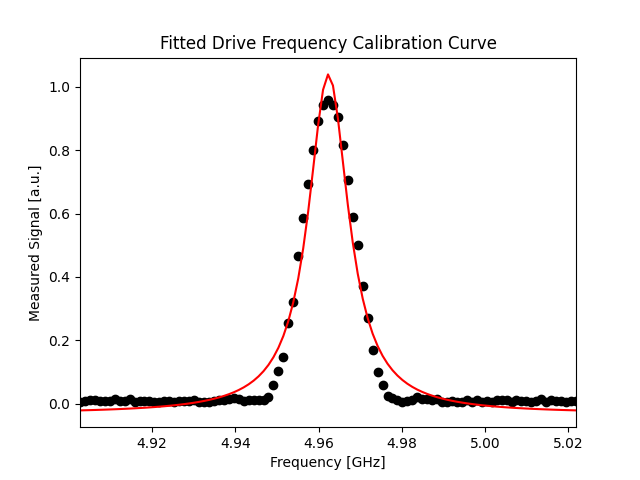 Fitted Drive Frequency Calibration Curve
1.0
0.8
0.6
0.4
0.2
0.0
Measured Signal [a.u.]
4.92 4.94 4.96 4.98 5.00 5.02
Frequency [GHz]